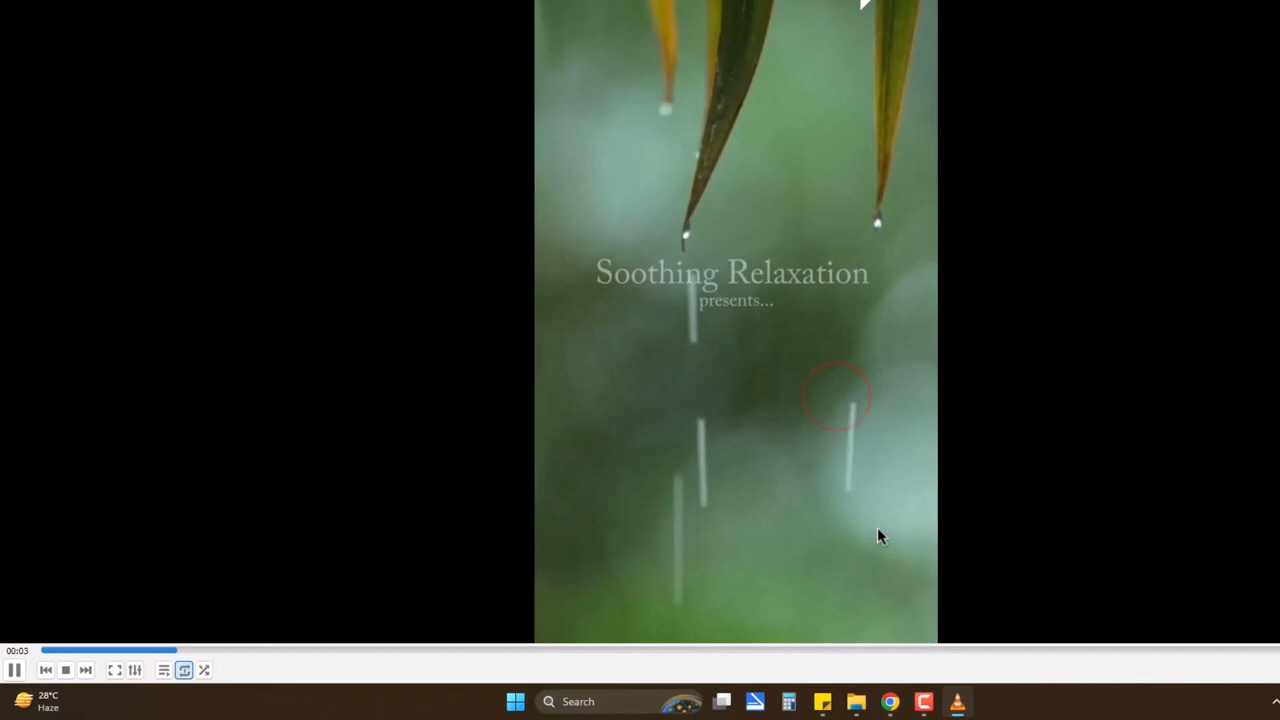 Soothing Relaxation
presents...
00:03
28°C
Haze
Search